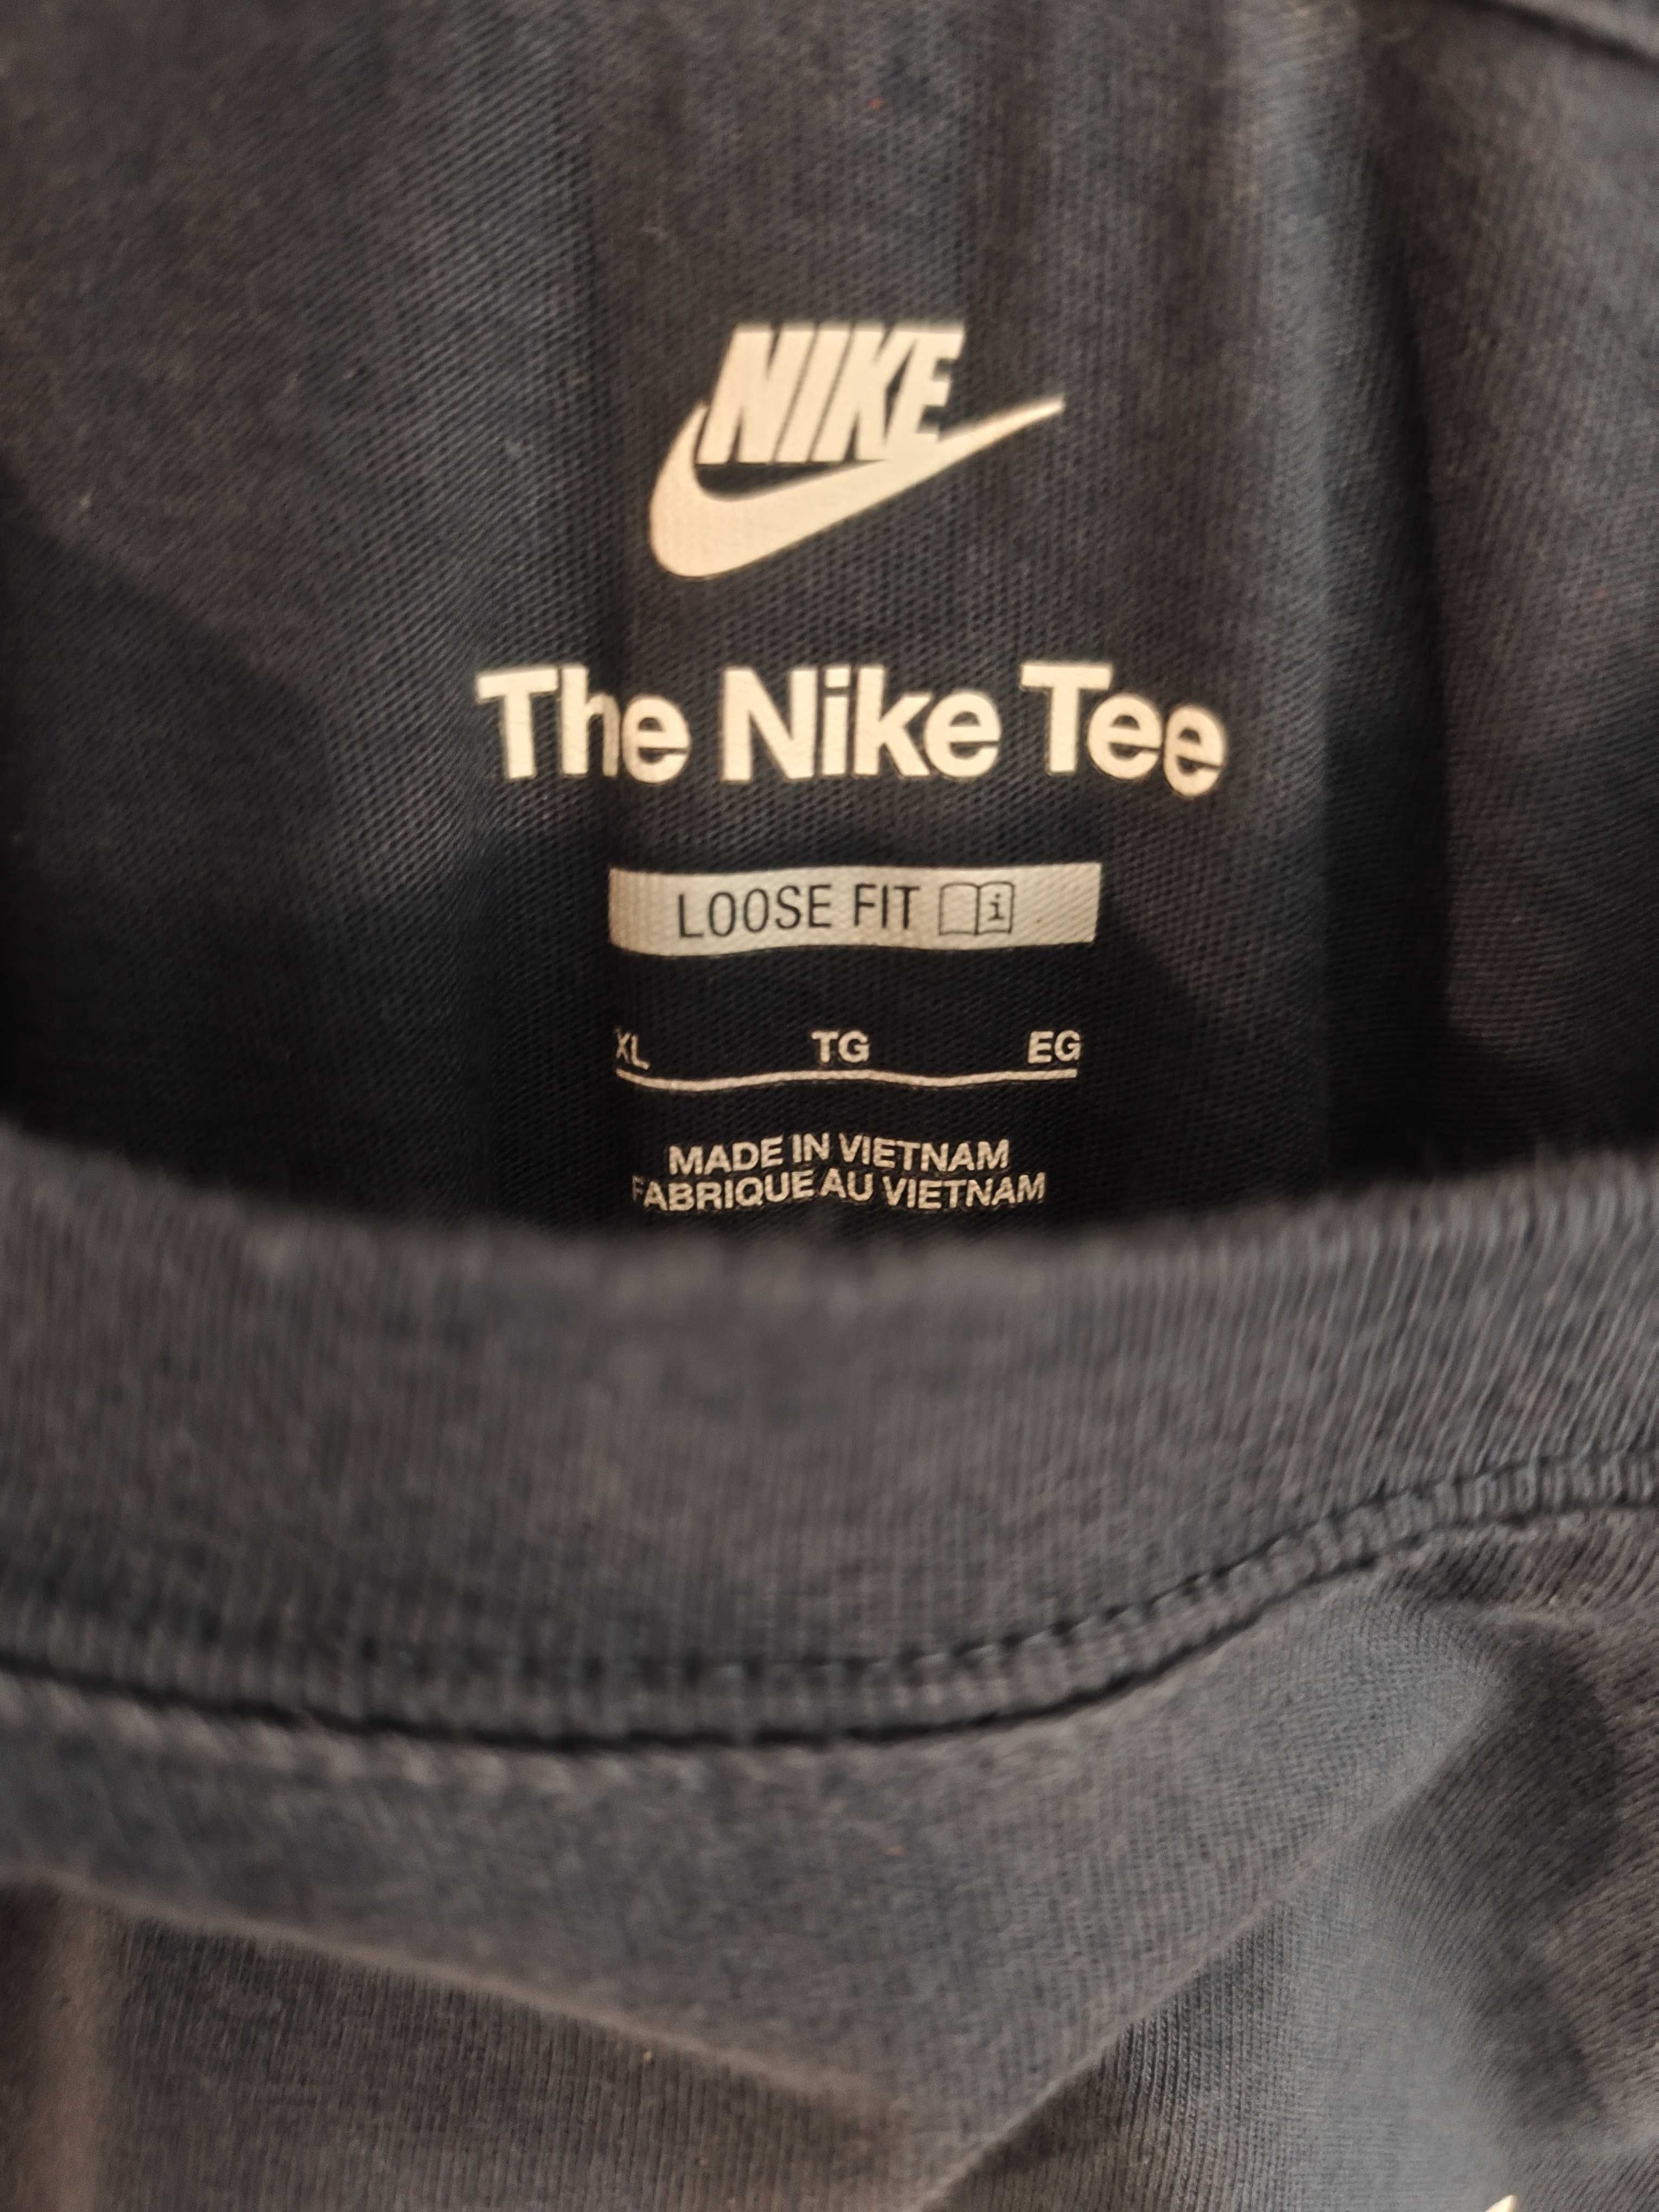 NIKE
The Nike Tee
LOOSE FIT i
XL TG EG
MADE IN VIETNAM
FABRIQUE AU VIETNAM